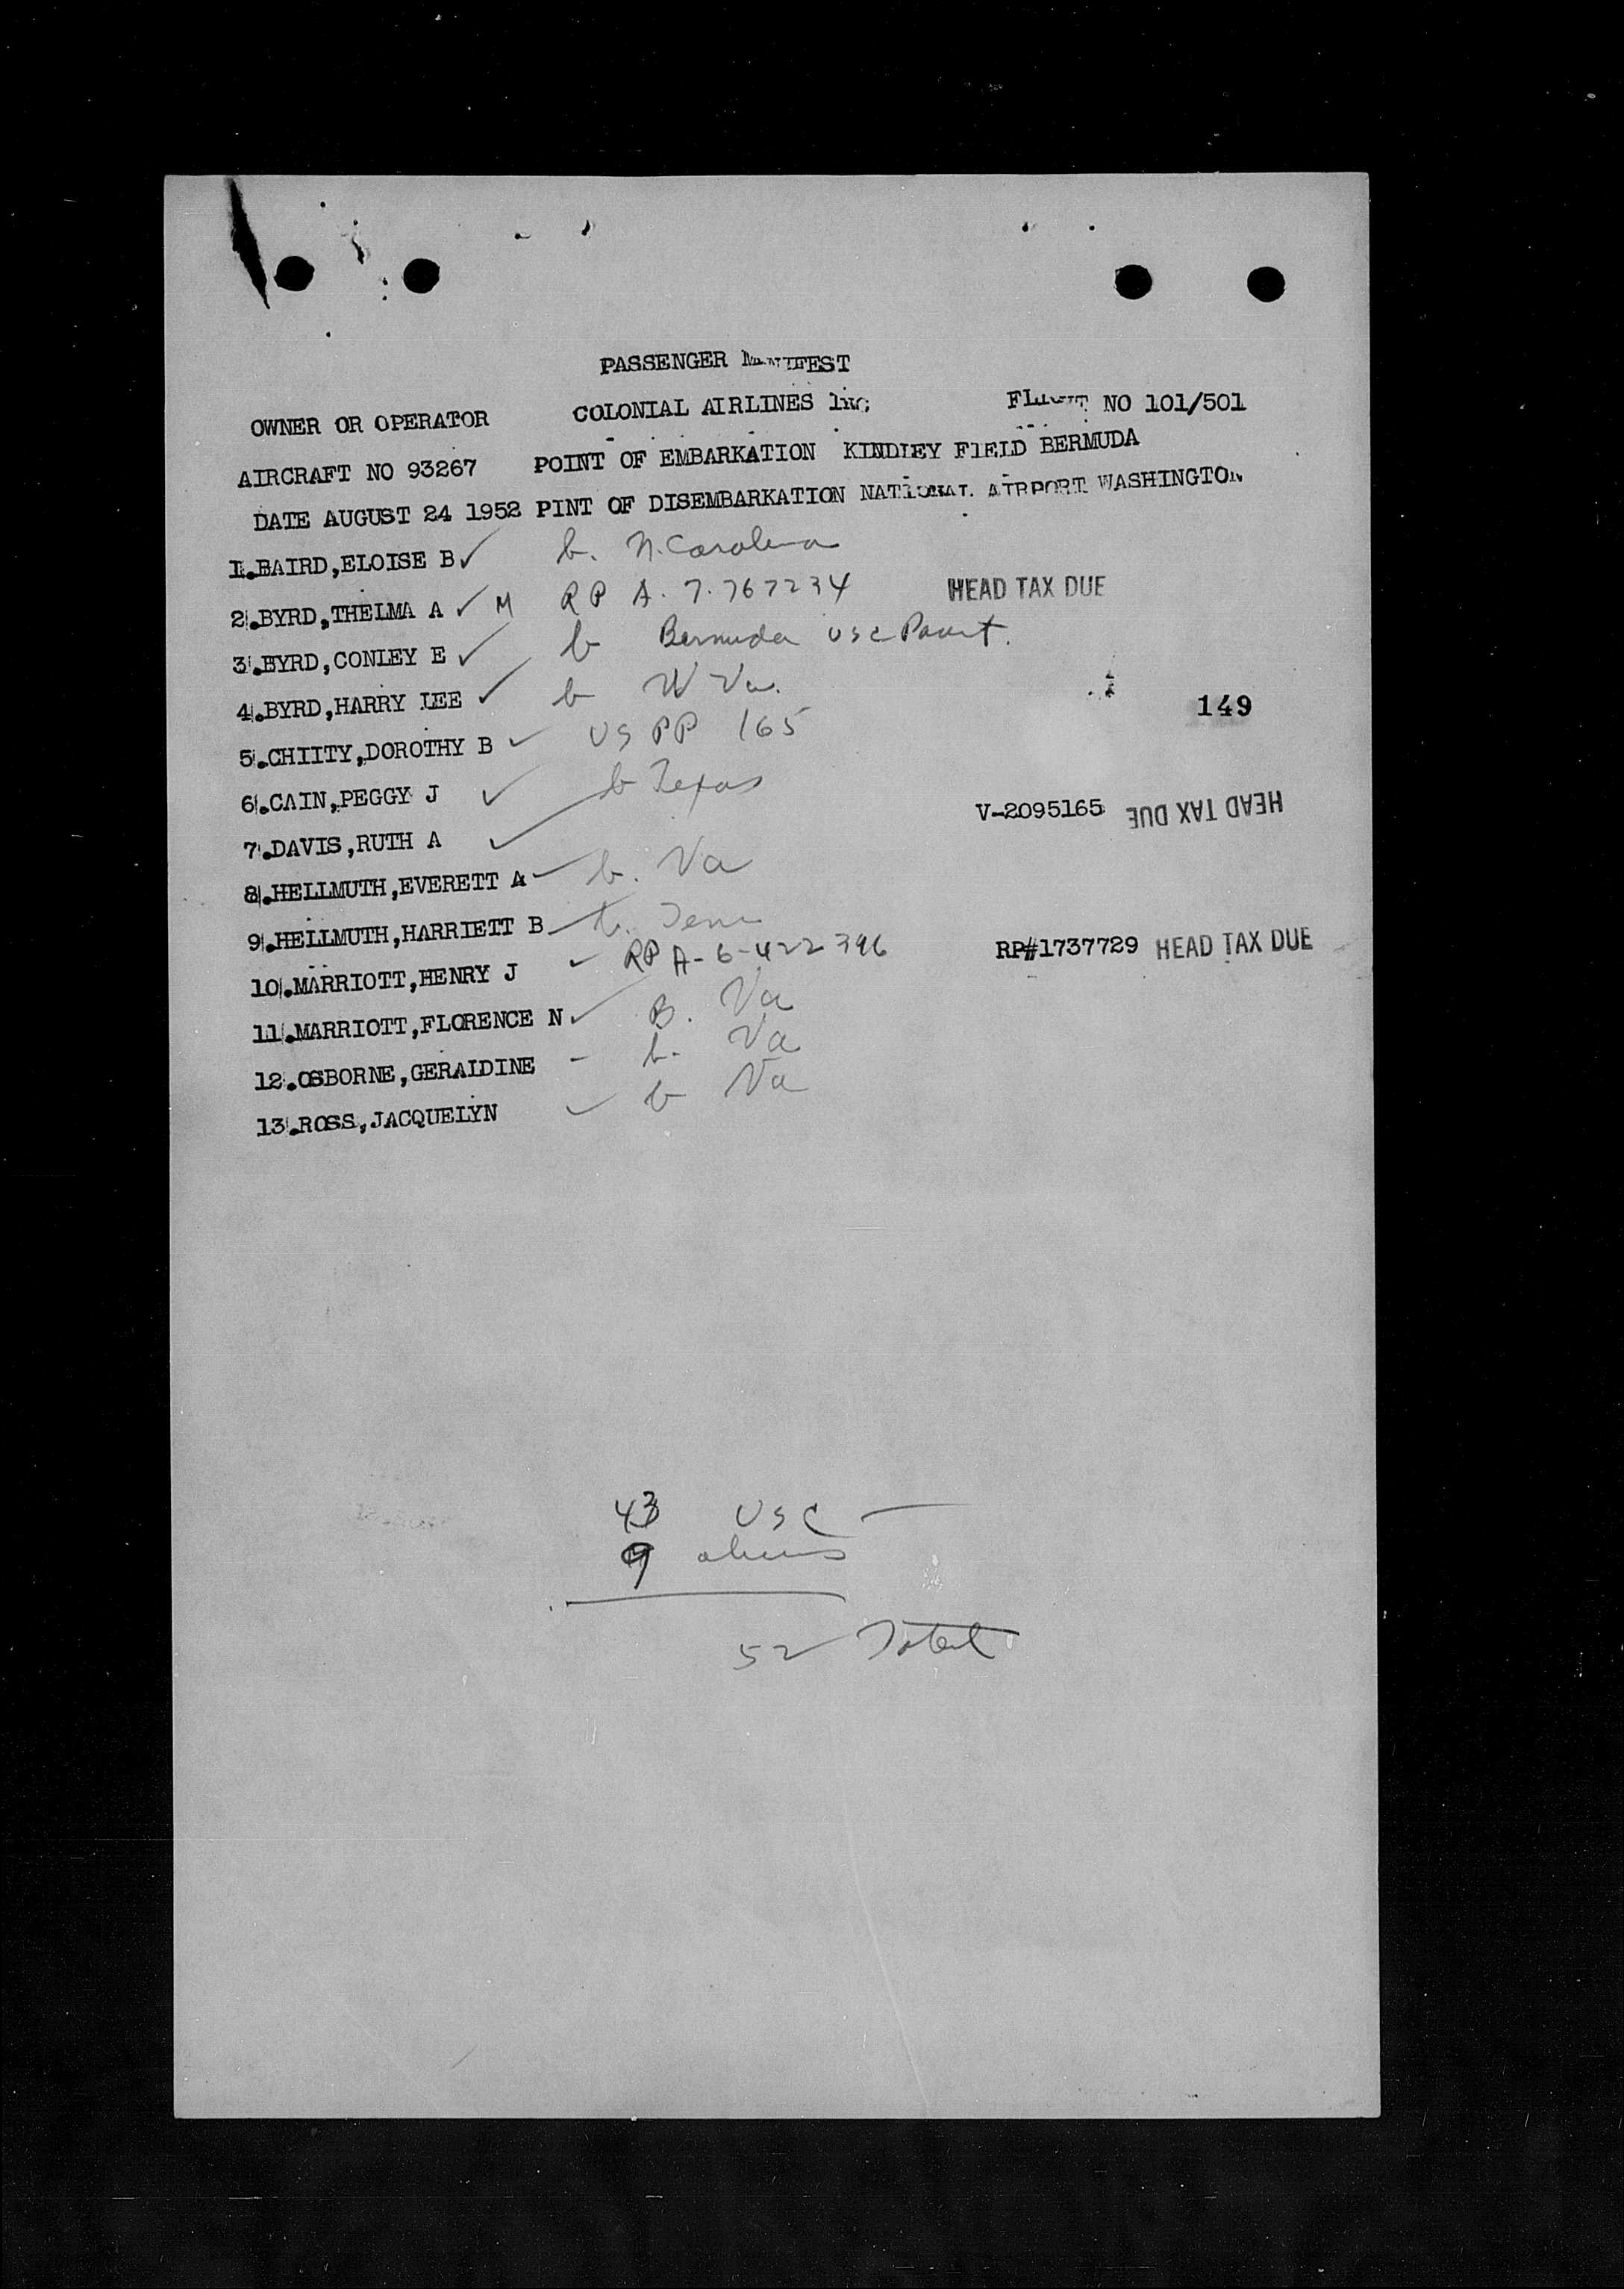 PASSENGER MANIFEST
OWNER OR OPERATOR COLONIAL AIRLINES Inc; FLIGHT NO 101/501
AIRCRAFT NO 93267 POINT OF EMBARKATION KINDLEY FIELD BERMUDA
DATE AUGUST 24 1952 PINT OF DISEMBARKATION NATIONAL AIRPORT WASHINGTON
1.BAIRD,ELOISE B ✓ b. N. Carolina
2.BYRD,THELMA A ✓ M RP A. 7. 767234 HEAD TAX DUE
3.BYRD,CONLEY E ✓ b Bermuda USC
4.BYRD,HARRY LEE ✓ b W Va.
149
5.CHIITY,DOROTHY B ✓ US PP 165
6.CAIN,PEGGY J ✓ b Texas
V-2095165 HEAD TAX DUE
7.DAVIS,RUTH A ✓
8.HELLMUTH,EVERETT A b. Va
9.HELLMUTH,HARRIETT B b. Tenn
10.MARRIOTT,HENRY J ✓ RP A-6-422396 RP#1737729 HEAD TAX DUE
11.MARRIOTT,FLORENCE N ✓ B. Va
12.OSBORNE,GERALDINE - b. Va
13.ROSS,JACQUELYN ✓ b Va
43 USC
9 aliens
52 Total